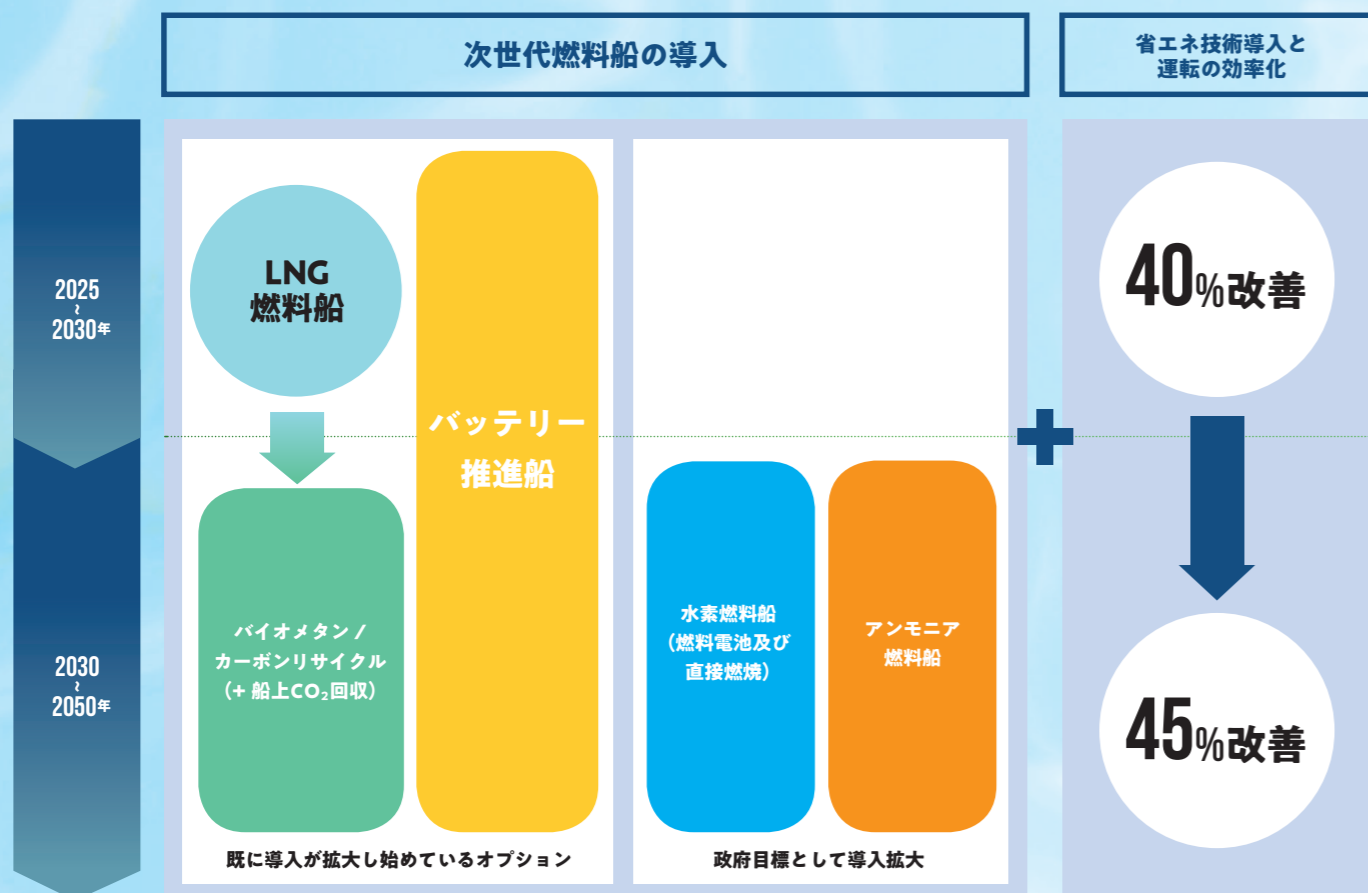 次世代燃料船の導入
省エネ技術導入と
運転の効率化
2025
~
2030年
LNG
燃料船
バッテリー
推進船
40%改善
2030
~
2050年
バイオメタン /
カーボンリサイクル
（+ 船上CO₂回収）
水素燃料船
（燃料電池及び
直接燃焼）
アンモニア
燃料船
45%改善
既に導入が拡大し始めているオプション
政府目標として導入拡大